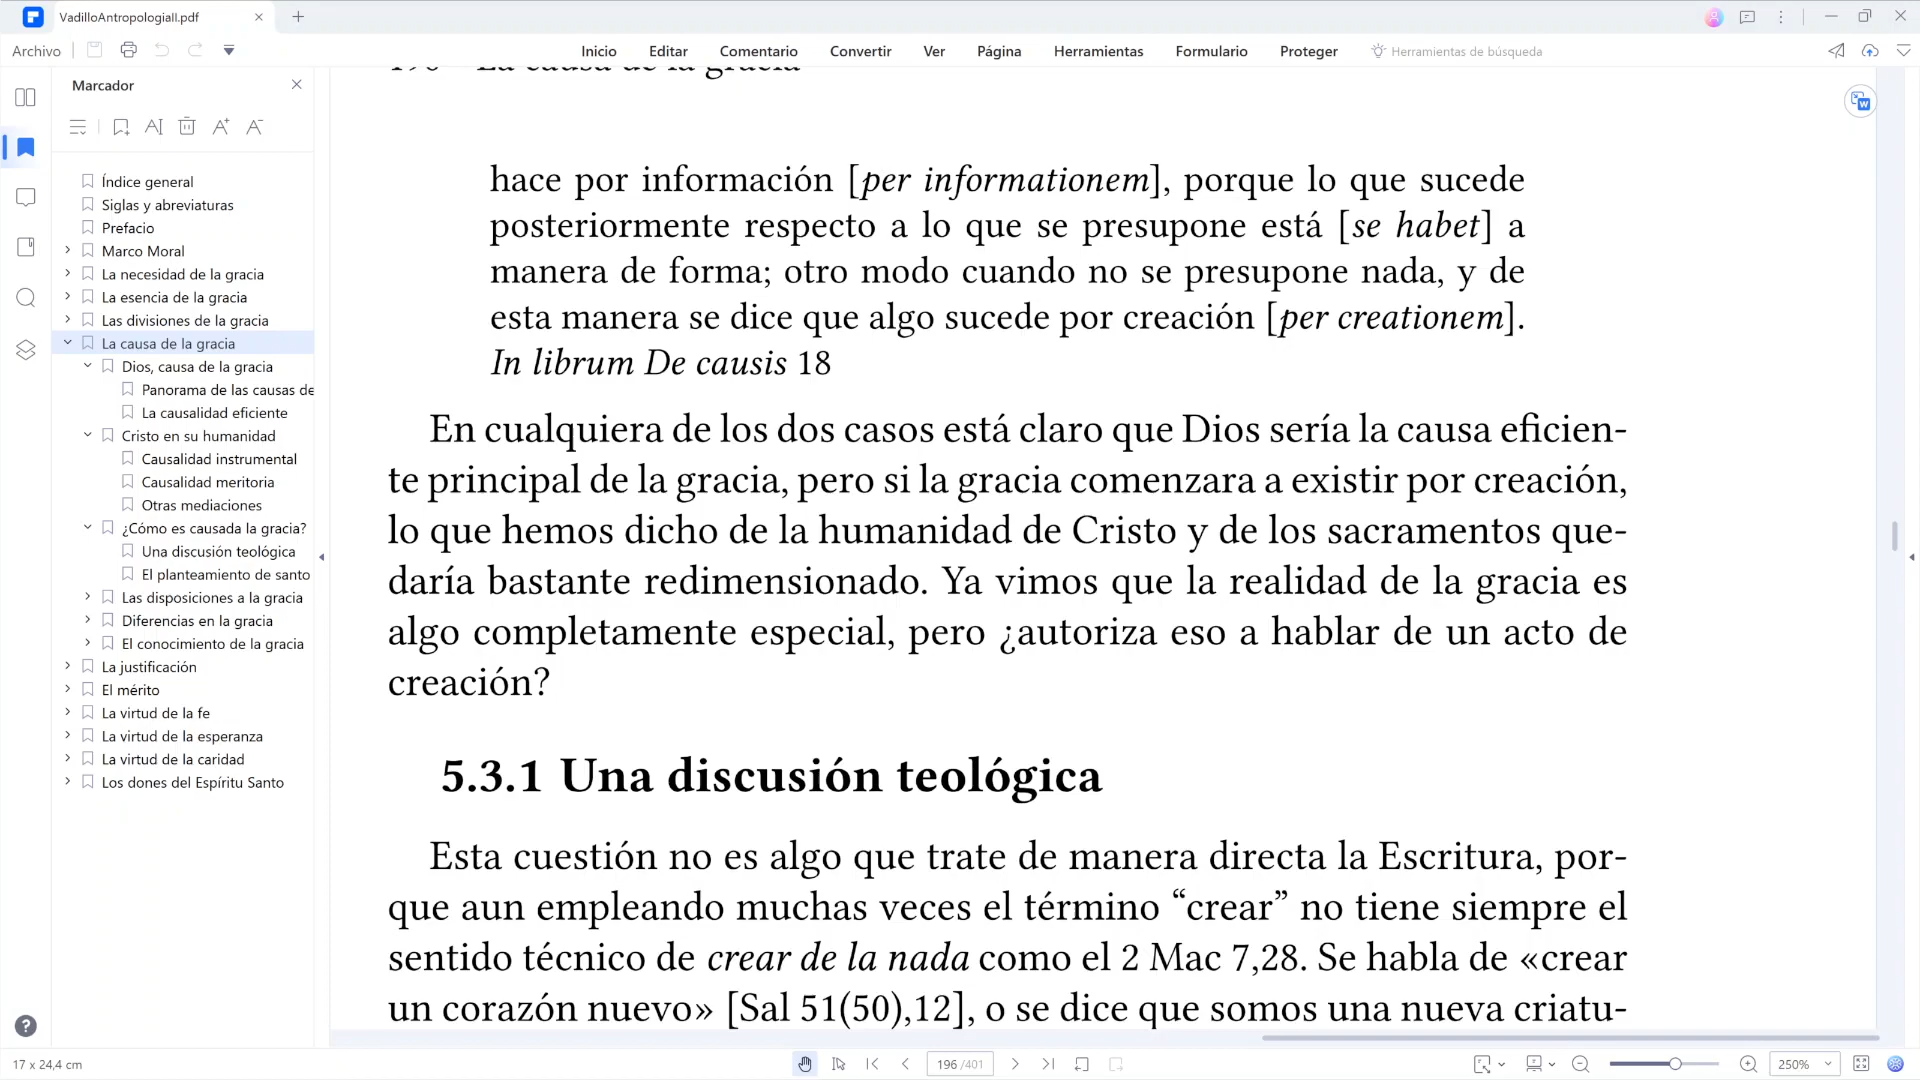 VadilloAntropologiaII.pdf
Archivo
Inicio
Editar
Comentario
Convertir
Ver
Página
Herramientas
Formulario
Proteger
Herramientas de búsqueda
Marcador
Índice general
Siglas y abreviaturas
Prefacio
Marco Moral
La necesidad de la gracia
La esencia de la gracia
Las divisiones de la gracia
La causa de la gracia
Dios, causa de la gracia
Panorama de las causas de
La causalidad eficiente
Cristo en su humanidad
Causalidad instrumental
Causalidad meritoria
Otras mediaciones
¿Cómo es causada la gracia?
Una discusión teológica
El planteamiento de santo
Las disposiciones a la gracia
Diferencias en la gracia
El conocimiento de la gracia
La justificación
El mérito
La virtud de la fe
La virtud de la esperanza
La virtud de la caridad
Los dones del Espíritu Santo
196 La causa de la gracia
hace por información [per informationem], porque lo que sucede
posteriormente respecto a lo que se presupone está [se habet] a
manera de forma; otro modo cuando no se presupone nada, y de
esta manera se dice que algo sucede por creación [per creationem].
In librum De causis 18
En cualquiera de los dos casos está claro que Dios sería la causa eficien-
te principal de la gracia, pero si la gracia comenzara a existir por creación,
lo que hemos dicho de la humanidad de Cristo y de los sacramentos que-
daría bastante redimensionado. Ya vimos que la realidad de la gracia es
algo completamente especial, pero ¿autoriza eso a hablar de un acto de
creación?
5.3.1 Una discusión teológica
Esta cuestión no es algo que trate de manera directa la Escritura, por-
que aun empleando muchas veces el término “crear” no tiene siempre el
sentido técnico de crear de la nada como el 2 Mac 7,28. Se habla de «crear
un corazón nuevo» [Sal 51(50),12], o se dice que somos una nueva criatu-
17 x 24,4 cm
196 /401
250%